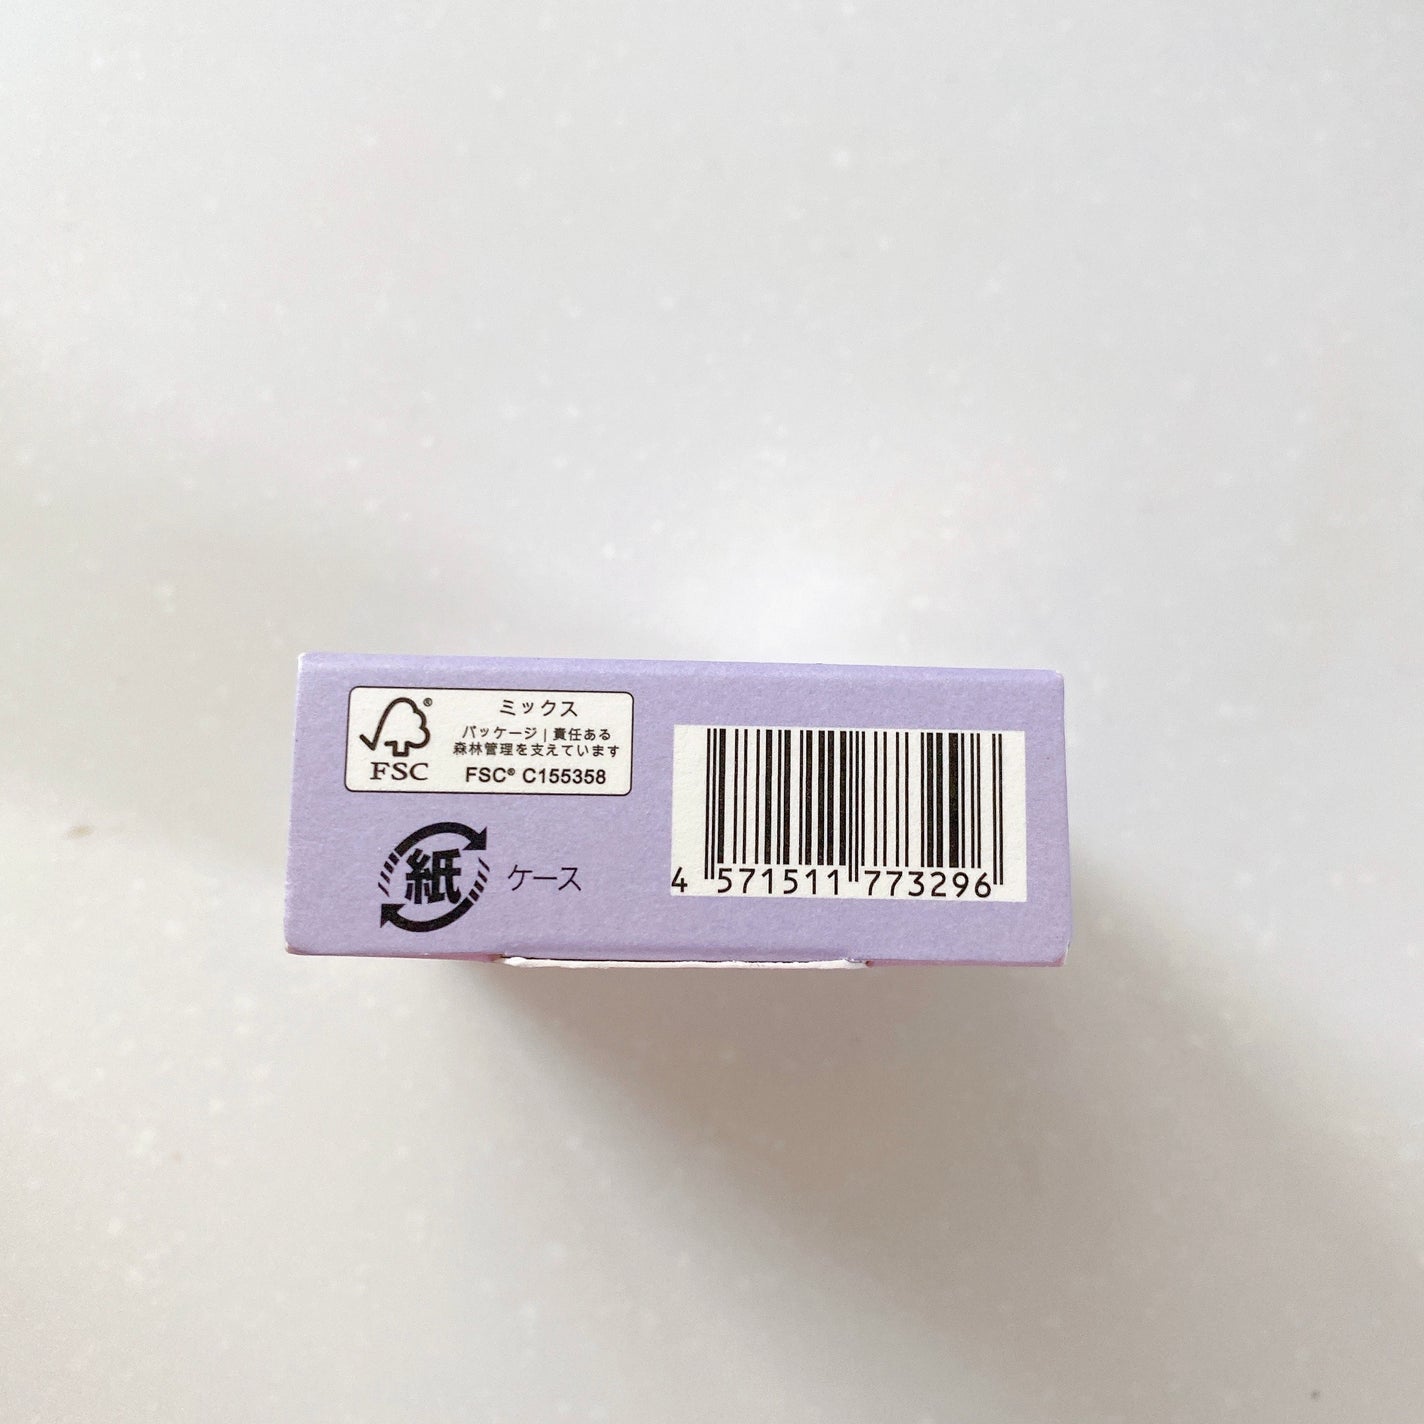 ミックス
パッケージ | 責任ある
森林管理を支えています
FSC® C155358
®
FSC
紙 ケース
4 571511 773296